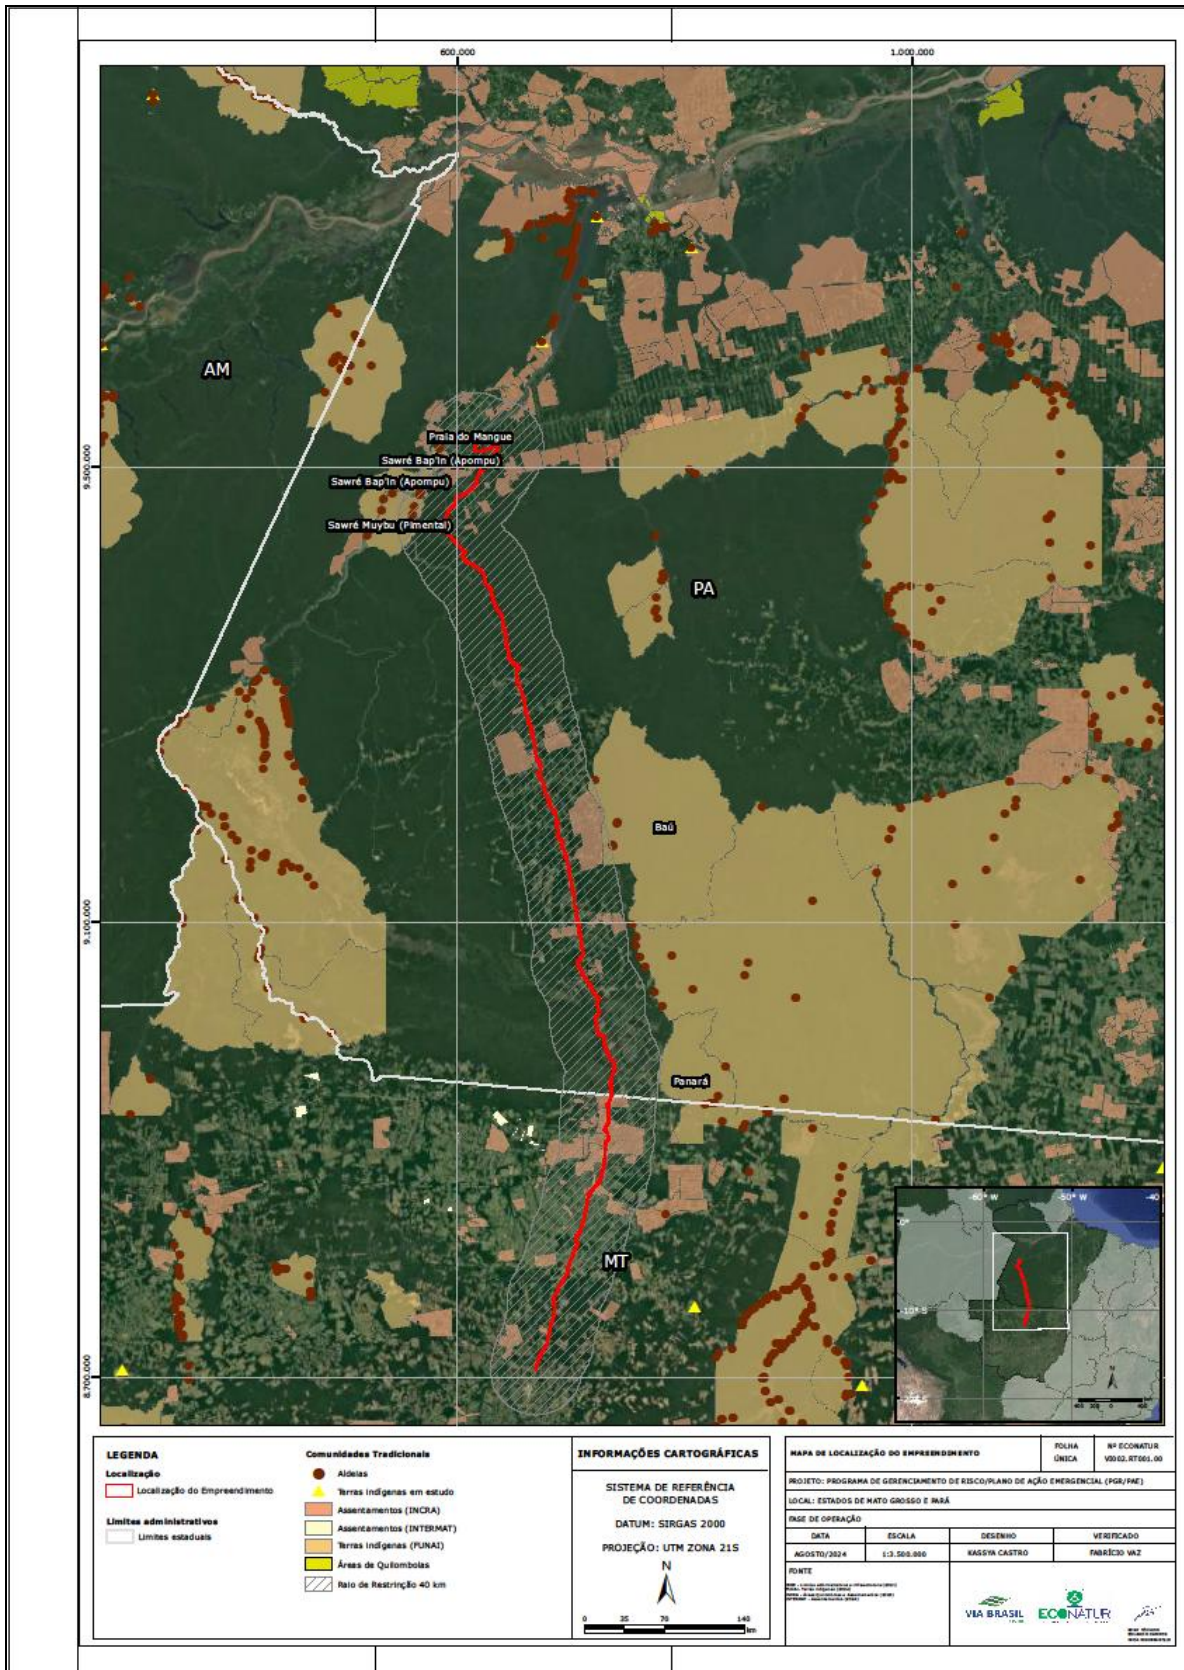 600.000
1.000.000
AM
Praia do Mangue
9.500.000
Sawré Bap'in (Apompu)
Sawré Bap'in (Apompu)
Sawré Muybu (Pimental)
PA
Baú
9.100.000
Panará
MT
8.700.000
-60° W
-50° W
-40
0°
-10° S
N
LEGENDA
Localização
Localização do Empreendimento
Limites administrativos
Limites estaduais
Comunidades Tradicionais
Aldeias
Terras Indígenas em estudo
Assentamentos (INCRA)
Assentamentos (INTERMAT)
Terras Indígenas (FUNAI)
Áreas de Quilombolas
Raio de Restrinção 40 km
INFORMAÇÕES CARTOGRÁFICAS
SISTEMA DE REFERÊNCIA
DE COORDENADAS
DATUM: SIRGAS 2000
PROJEÇÃO: UTM ZONA 21S
N
0 35 70 140
km
MAPA DE LOCALIZAÇÃO DO EMPREENDIMENTO
FOLHA
ÚNICA
Nº ECONATUR
VI002.RT001.00
PROJETO: PROGRAMA DE GERENCIAMENTO DE RISCO/PLANO DE AÇÃO EMERGENCIAL (PGR/PAE)
LOCAL: ESTADOS DE MATO GROSSO E PARÁ
FASE DE OPERAÇÃO
DATA ESCALA DESENHO VERIFICADO
AGOSTO/2024 1:3.500.000 KASSYA CASTRO FABRÍCIO VAZ
FONTE
VIA BRASIL
ECONATUR